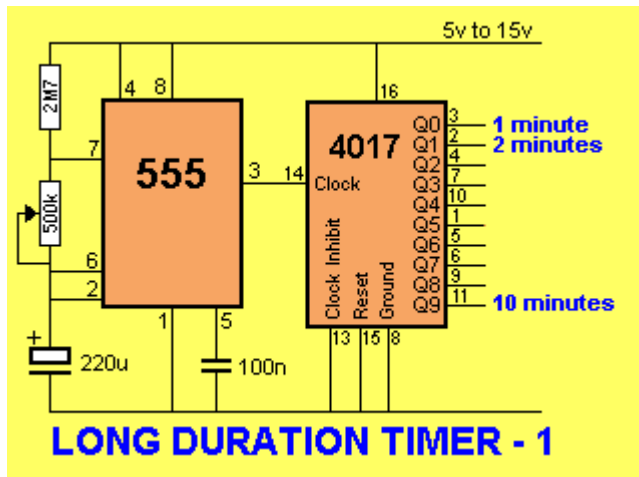 5v to 15v
2M7
4 8
16
7
555
3
14
4017
Clock
Q0 3 1 minute
Q1 2 2 minutes
Q2 4
Q3 7
Q4 10
Q5 1
Q6 5
Q7 6
Q8 9
Q9 11 10 minutes
500k
6
2
Clock Inhibit
Reset
Ground
1
5
13 15 8
+
220u
100n
LONG DURATION TIMER - 1